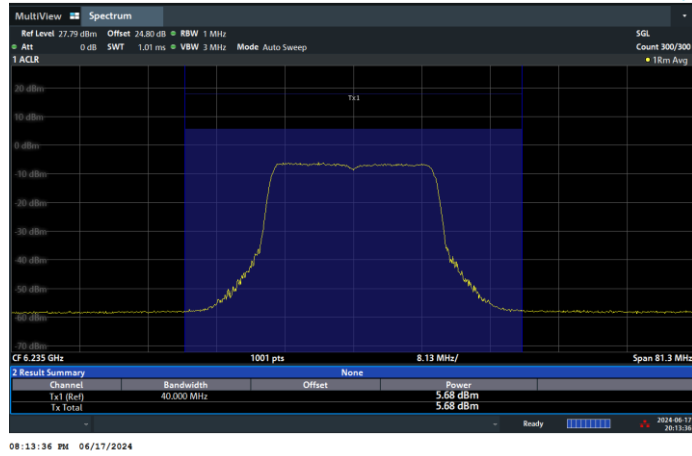 MultiView Spectrum
Ref Level 27.79 dBm Offset 24.80 dB RBW 1 MHz SGL
Att 0 dB SWT 1.01 ms VBW 3 MHz Mode Auto Sweep Count 300/300
1 ACLR 1Rm Avg
20 dBm
Tx1
10 dBm
0 dBm
-10 dBm
-20 dBm
-30 dBm
-40 dBm
-50 dBm
-60 dBm
-70 dBm
CF 6.235 GHz 1001 pts 8.13 MHz/ Span 81.3 MHz
2 Result Summary None
Channel Bandwidth Offset Power
Tx1 (Ref) 40.000 MHz 5.68 dBm
Tx Total 5.68 dBm
Ready 2024-06-17
20:13:36
08:13:36 PM 06/17/2024